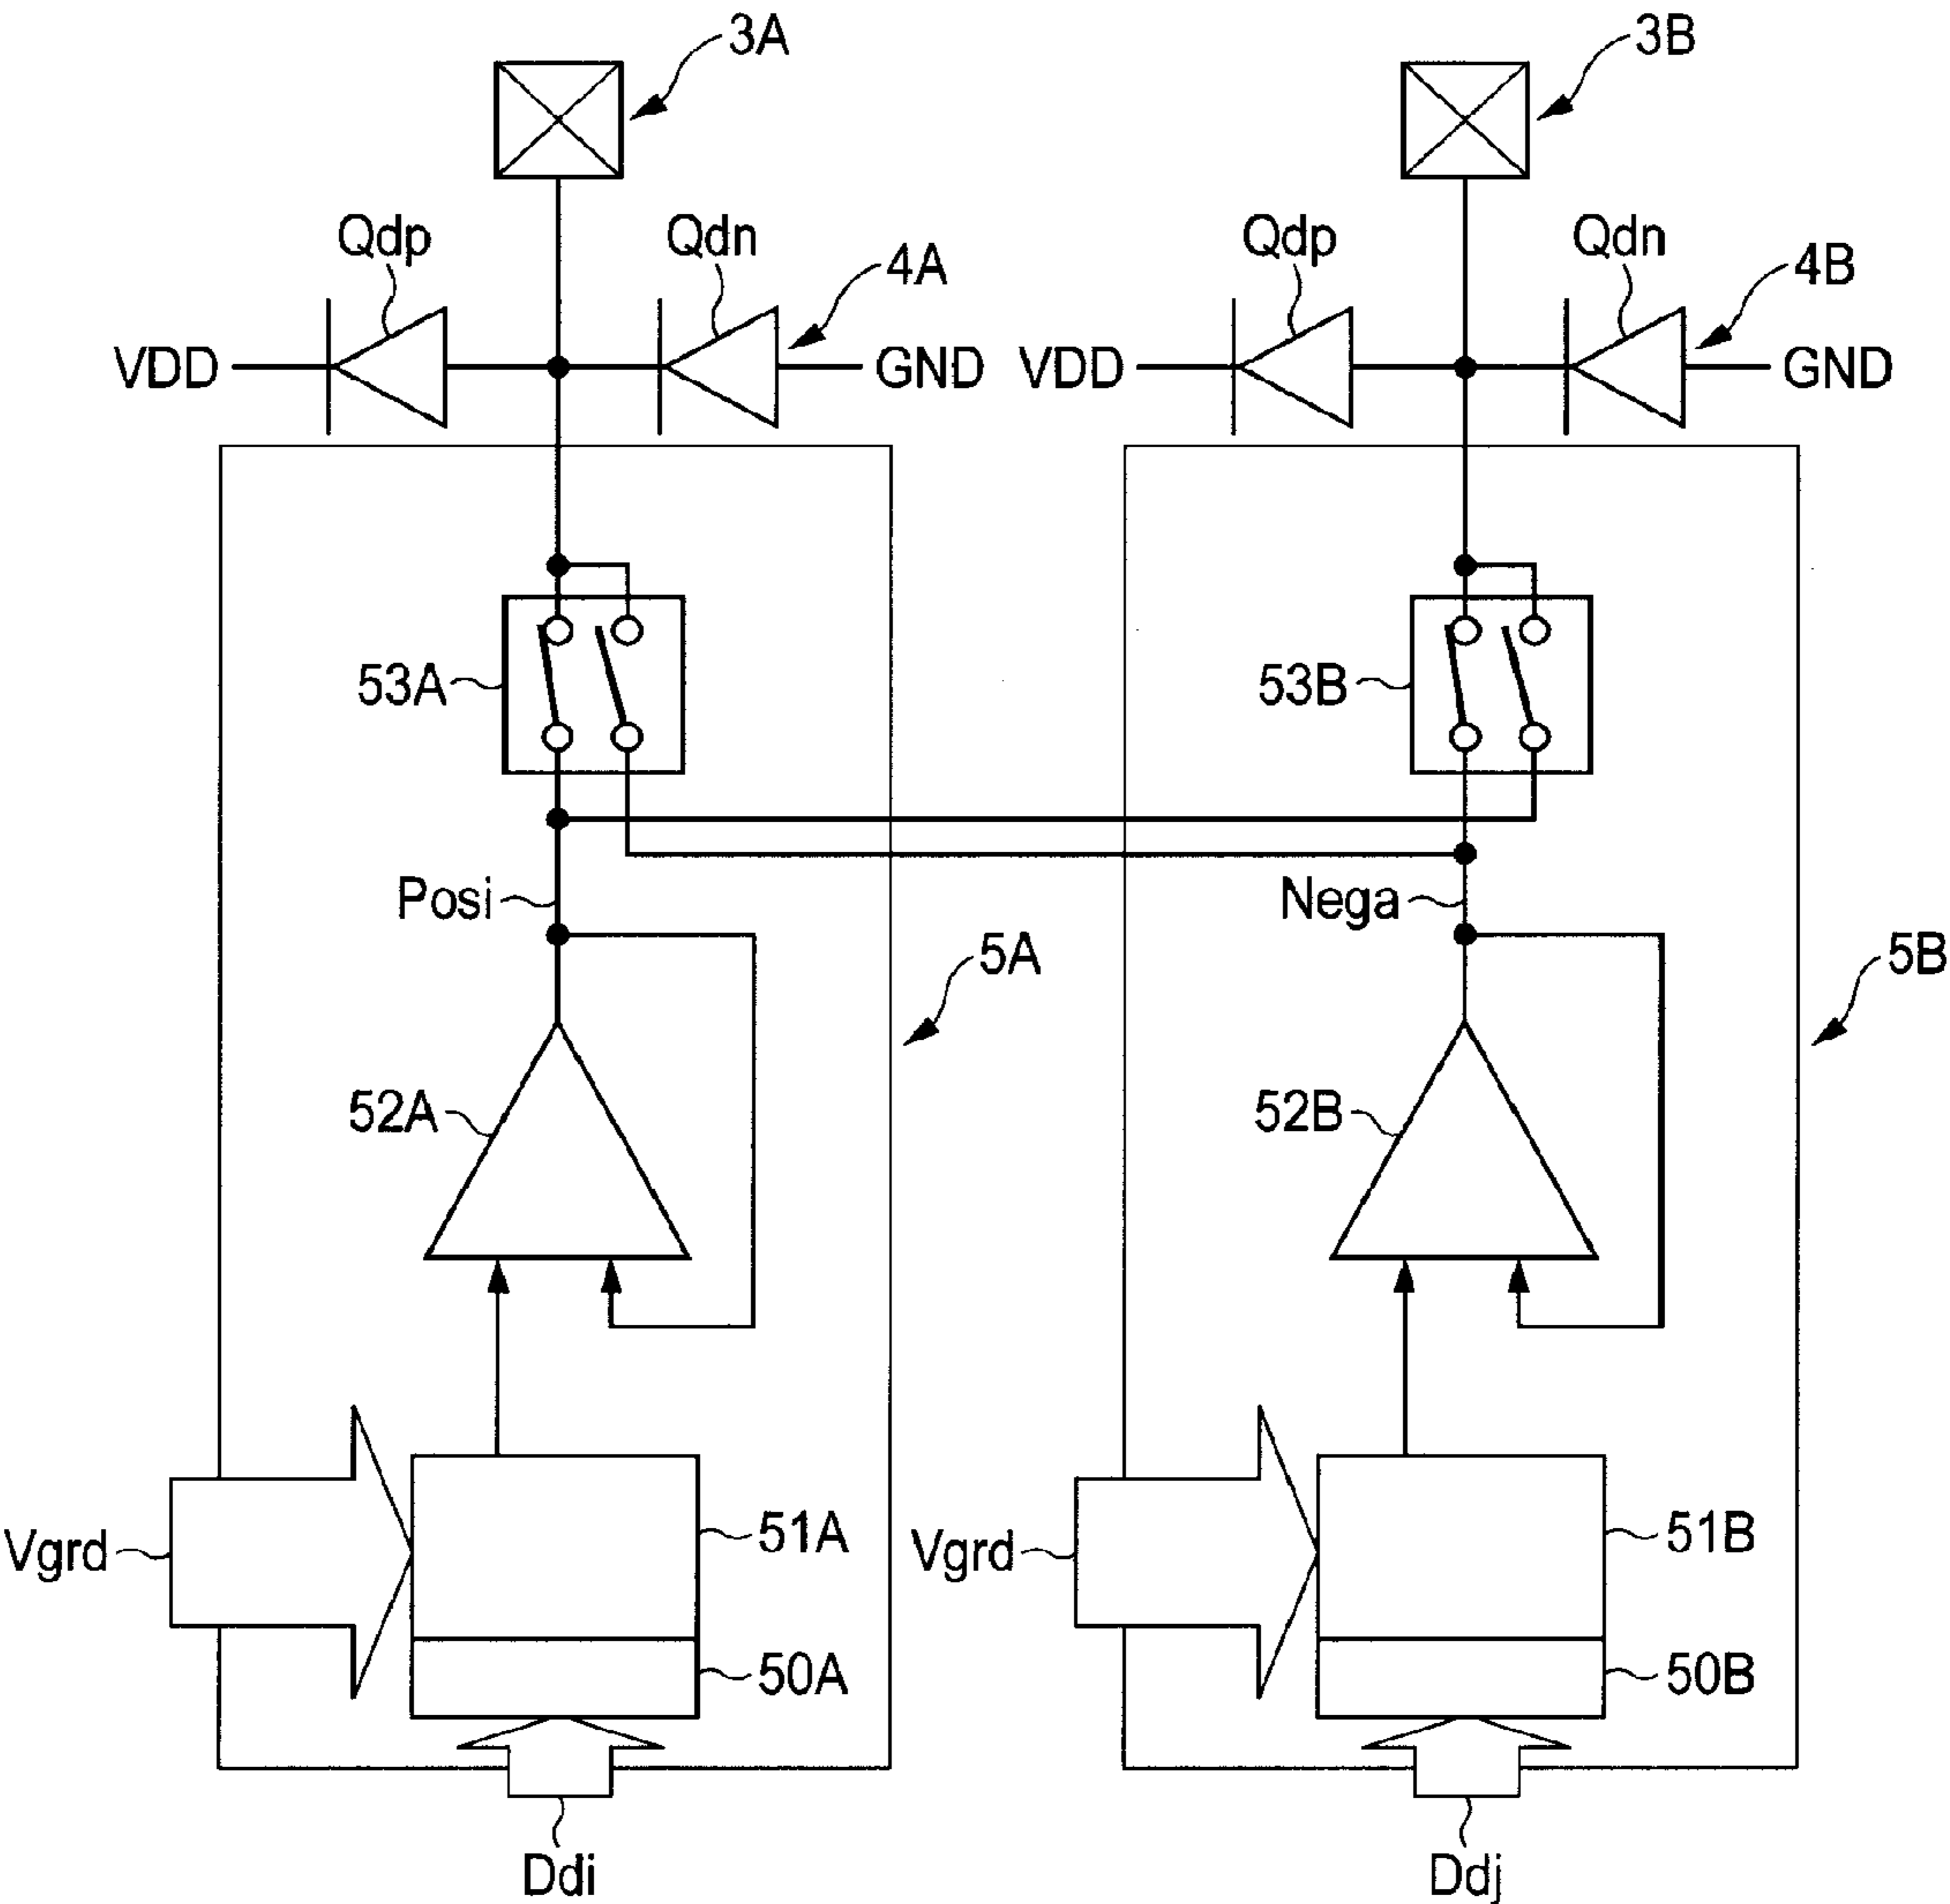 3A
3B
Qdp
Qdn
4A
Qdp
Qdn
4B
VDD
GND
VDD
GND
53A
53B
Posi
Nega
5A
5B
52A
52B
Vgrd
51A
Vgrd
51B
50A
50B
Ddi
Ddj